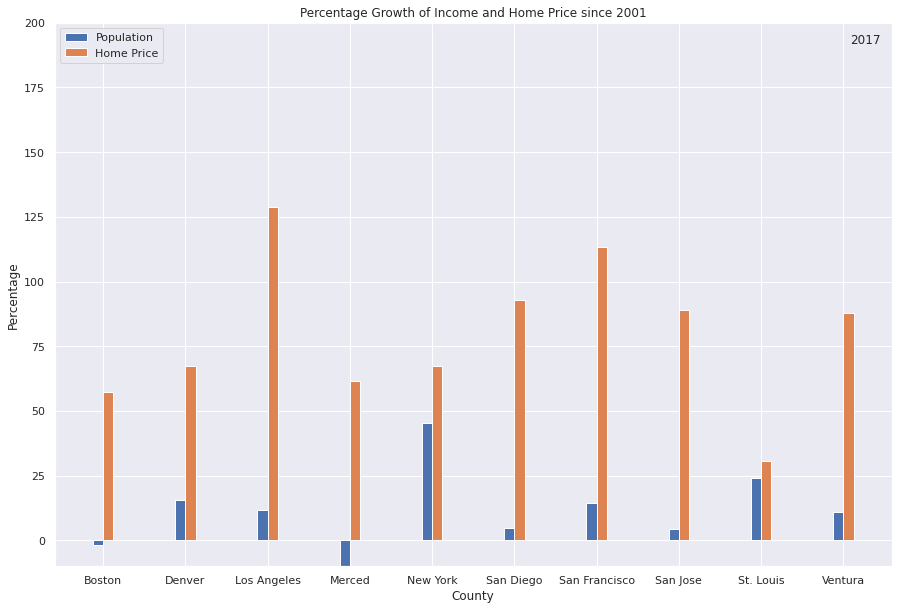 Percentage Growth of Income and Home Price since 2001
200
175
150
125
100
75
50
25
0
Percentage
Population
Home Price
2017
Boston Denver Los Angeles Merced New York San Diego San Francisco San Jose St. Louis Ventura
County